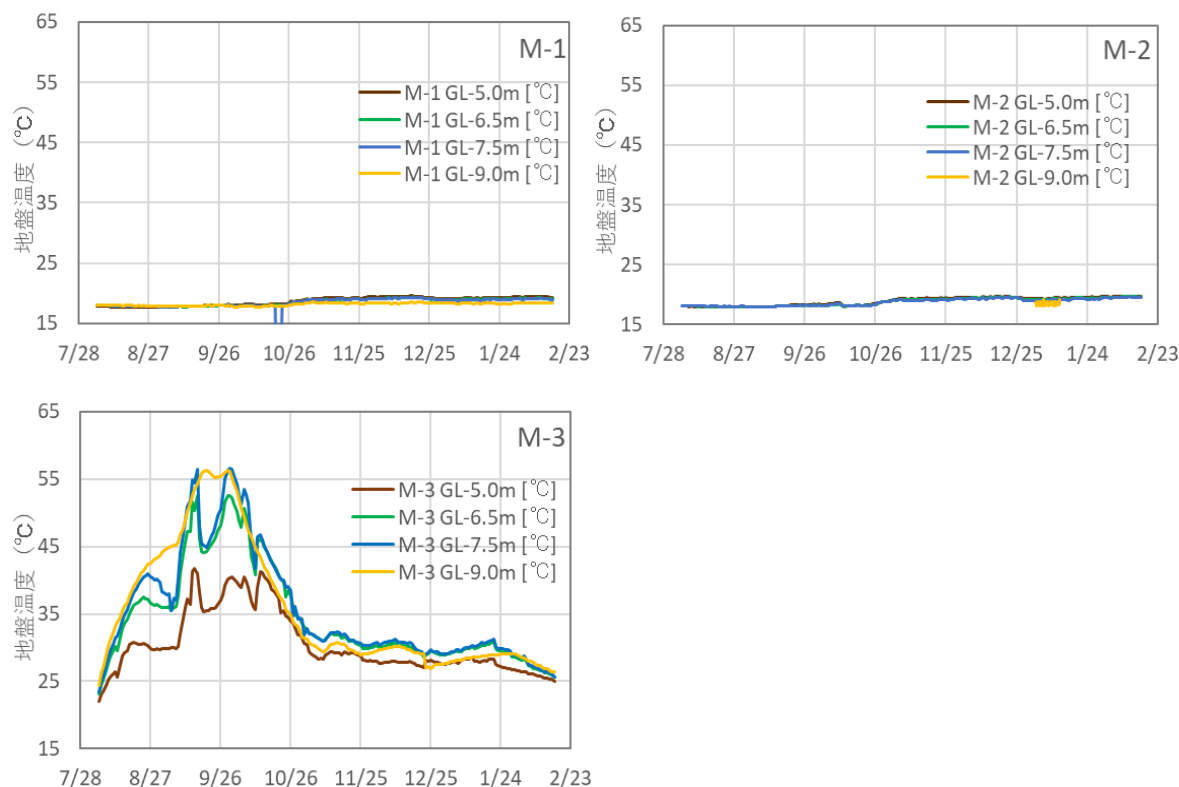 M-1
65
55
45
35
25
15
地盤温度（℃）
M-1 GL-5.0m [℃]
M-1 GL-6.5m [℃]
M-1 GL-7.5m [℃]
M-1 GL-9.0m [℃]
7/28 8/27 9/26 10/26 11/25 12/25 1/24 2/23
M-2
65
55
45
35
25
15
地盤温度（℃）
M-2 GL-5.0m [℃]
M-2 GL-6.5m [℃]
M-2 GL-7.5m [℃]
M-2 GL-9.0m [℃]
7/28 8/27 9/26 10/26 11/25 12/25 1/24 2/23
M-3
65
55
45
35
25
15
地盤温度（℃）
M-3 GL-5.0m [℃]
M-3 GL-6.5m [℃]
M-3 GL-7.5m [℃]
M-3 GL-9.0m [℃]
7/28 8/27 9/26 10/26 11/25 12/25 1/24 2/23